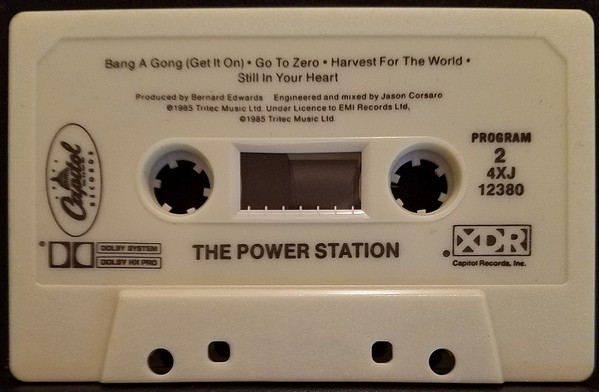 Bang A Gong (Get It On) • Go To Zero • Harvest For The World •
Still In Your Heart
Produced by Bernard Edwards Engineered and mixed by Jason Corsaro
℗1985 Tritec Music Ltd. Under Licence to EMI Records Ltd,
©1985 Tritec Music Ltd.
Capitol
RECORDS
PROGRAM
2
4XJ
12380
DOLBY SYSTEM
DOLBY HX PRO
THE POWER STATION
XDR
Capitol Records, Inc.